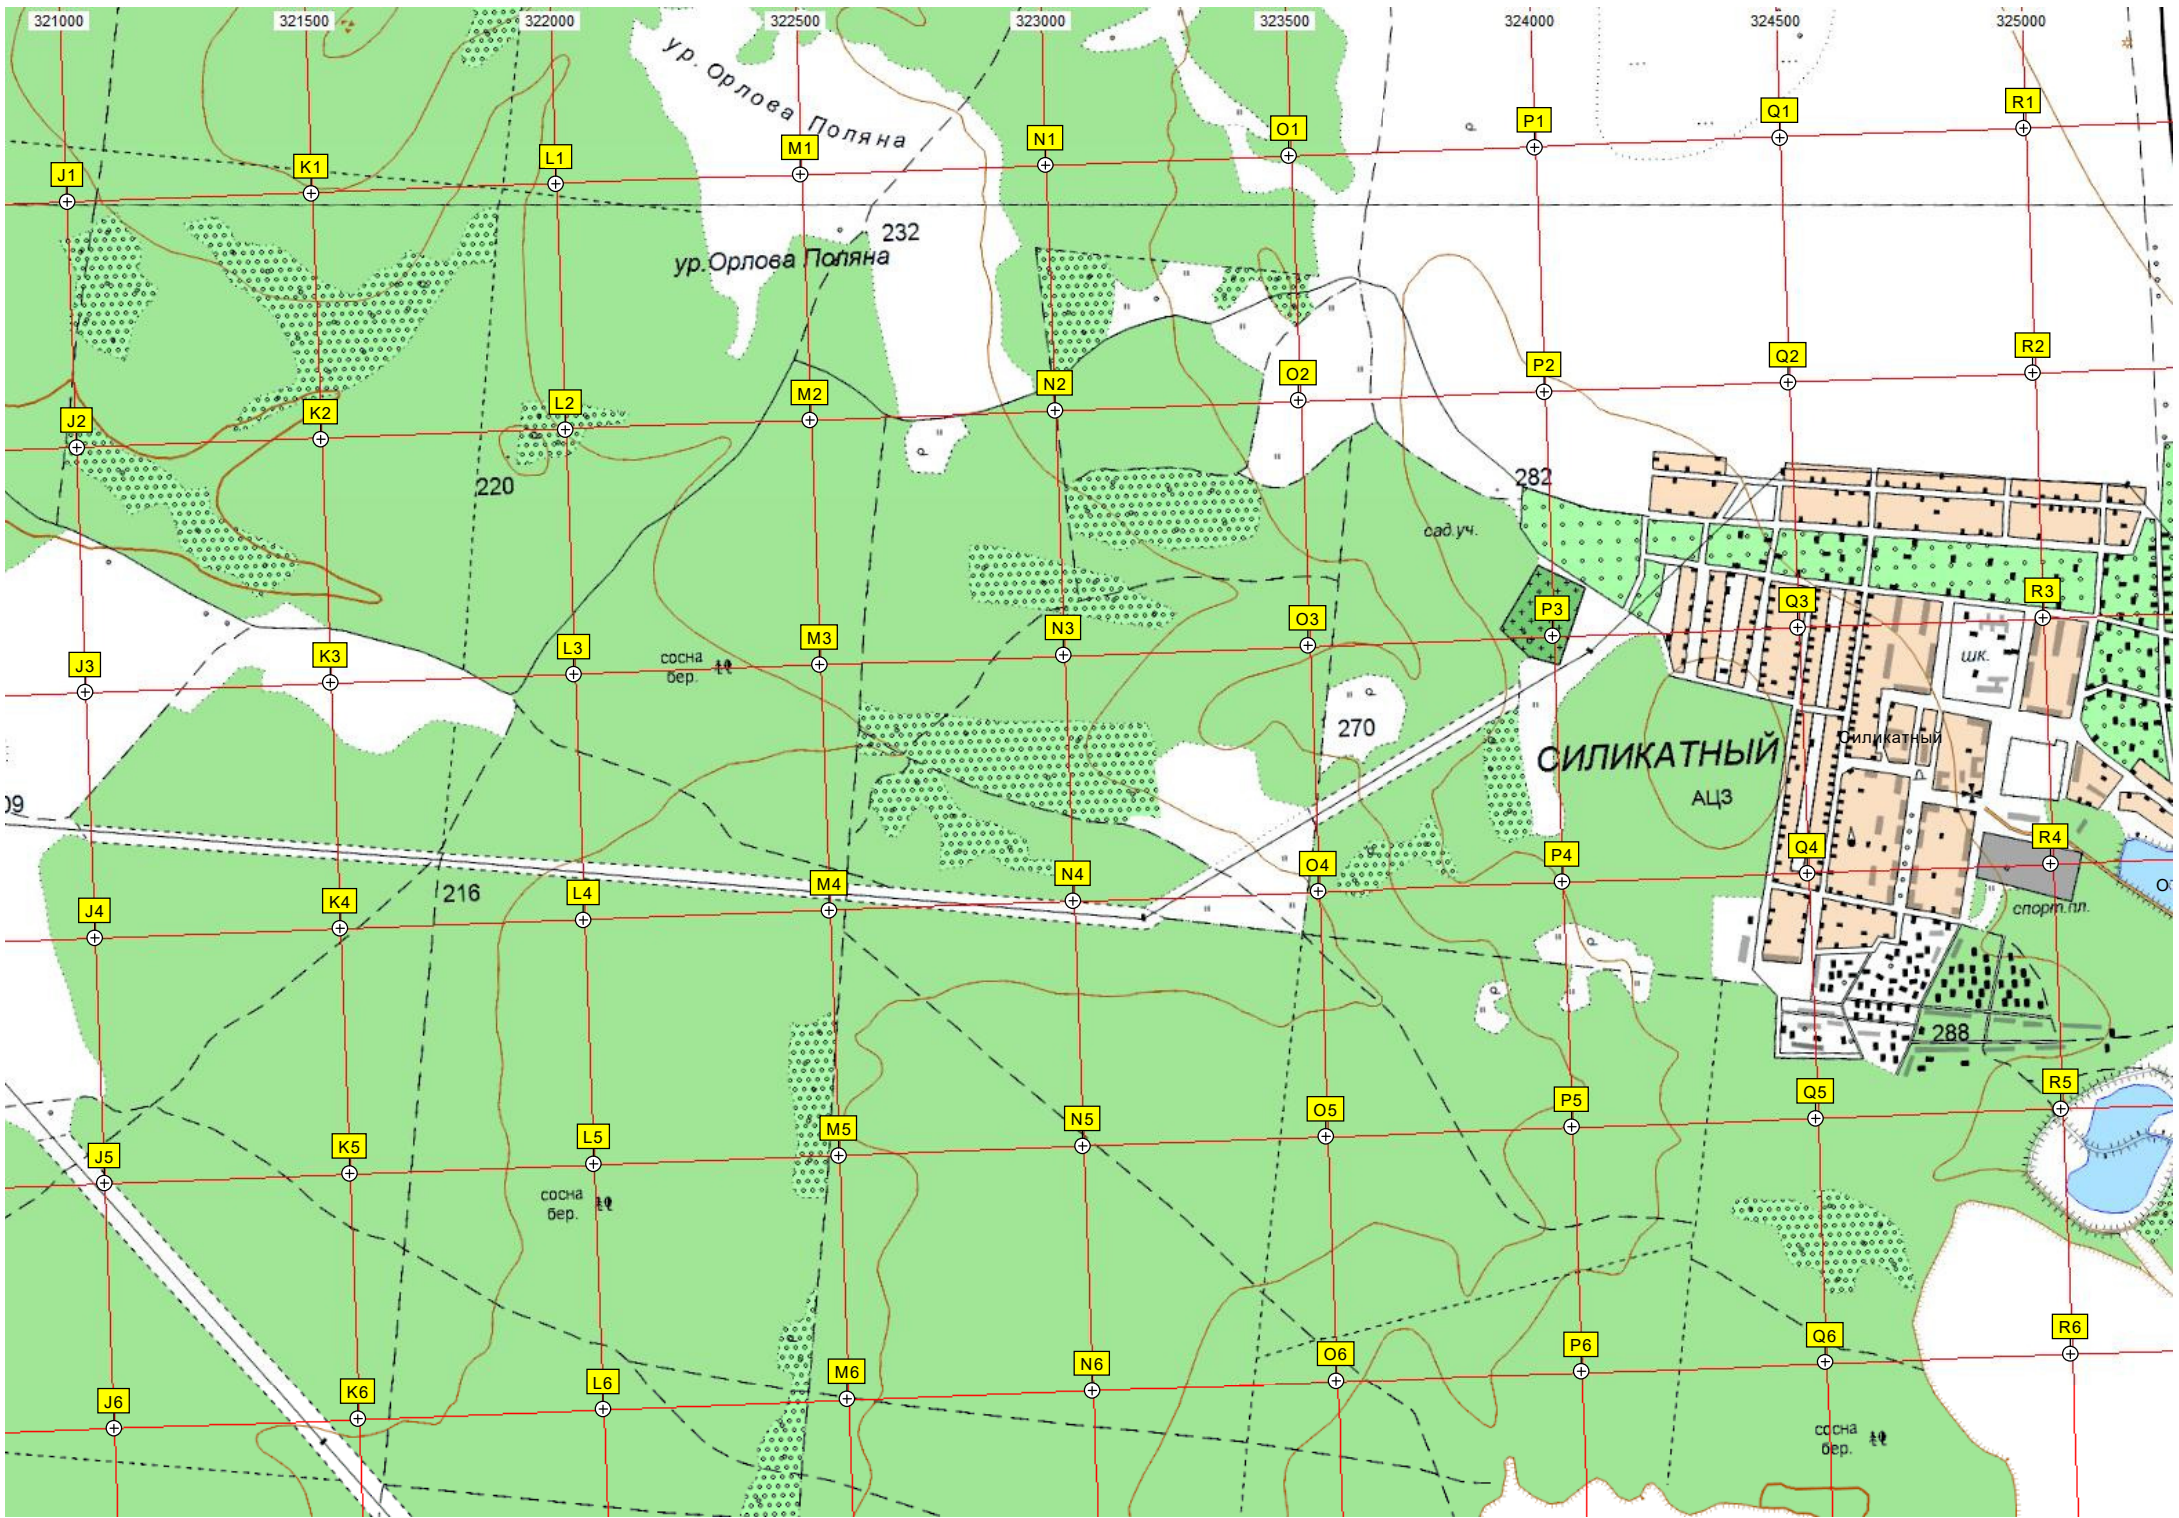 321000 321500 322000 322500 323000 323500 324000 324500 325000
ур. Орлова Поляна
J1 K1 L1 M1 N1 O1 P1 Q1 R1
232
ур.Орлова Поляна
J2 K2 L2 M2 N2 O2 P2 Q2 R2
220
282
сад.уч.
J3 K3 L3 M3 N3 O3 P3 Q3 R3
сосна
бер.
шк.
270
СИЛИКАТНЫЙ
Силикатный
АЦЗ
09
J4 K4 L4 M4 N4 O4 P4 Q4 R4
216
спорт.пл.
288
J5 K5 L5 M5 N5 O5 P5 Q5 R5
сосна
бер.
J6 K6 L6 M6 N6 O6 P6 Q6 R6
сосна
бер.